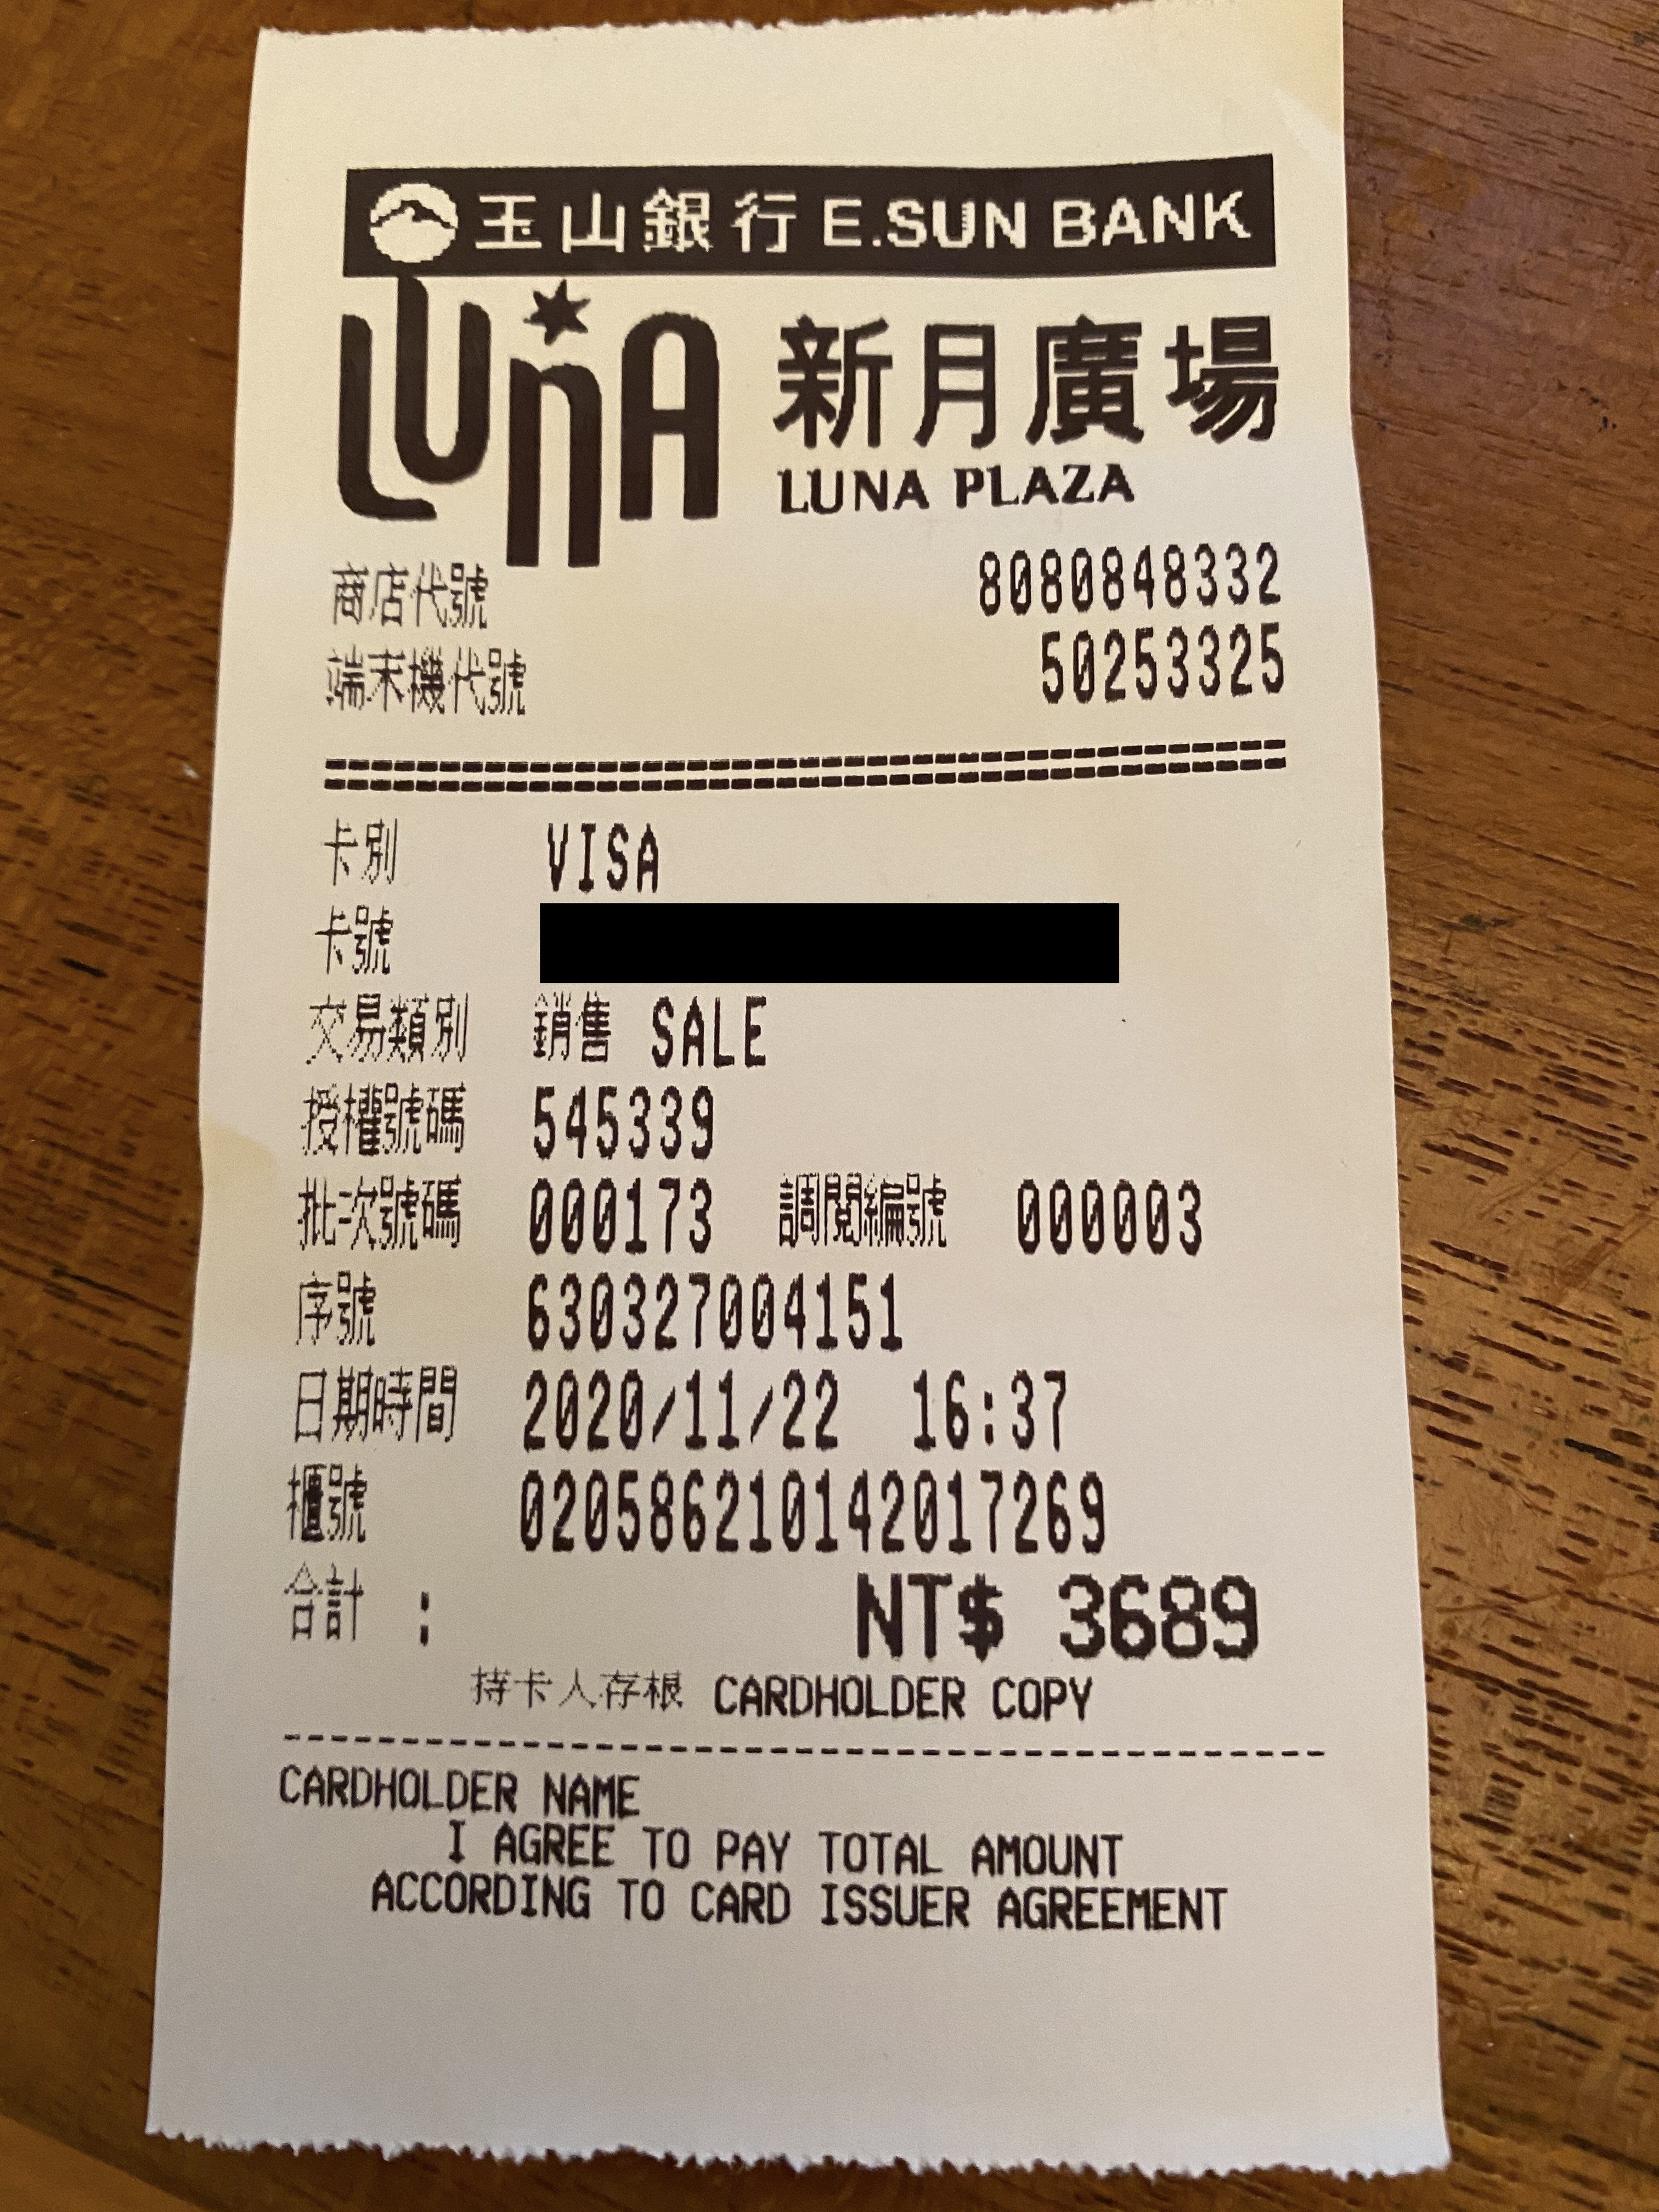 玉山銀行 E.SUN BANK
LUNA 新月廣場
LUNA PLAZA
商店代號 8080848332
端末機代號 50253325
================================
卡別 VISA
卡號
交易類別 銷售 SALE
授權號碼 545339
批次號碼 000173 調閱編號 000003
序號 630327004151
日期時間 2020/11/22 16:37
櫃號 020586210142017269
合計 : NT$ 3689
持卡人存根 CARDHOLDER COPY
--------------------------------
CARDHOLDER NAME
I AGREE TO PAY TOTAL AMOUNT
ACCORDING TO CARD ISSUER AGREEMENT